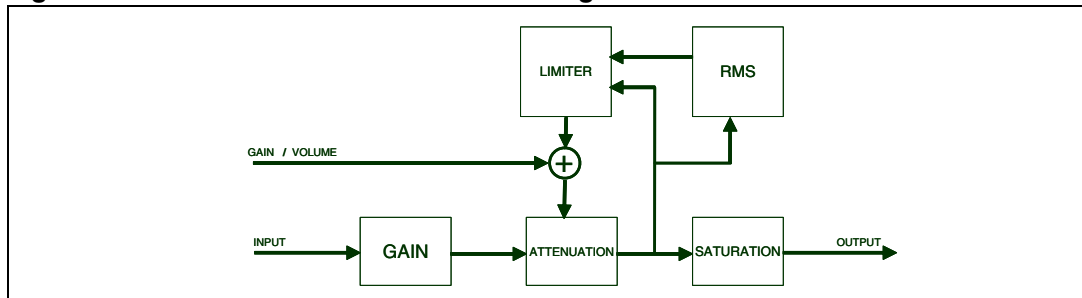 LIMITER
RMS
GAIN / VOLUME
+
INPUT
GAIN
ATTENUATION
SATURATION
OUTPUT